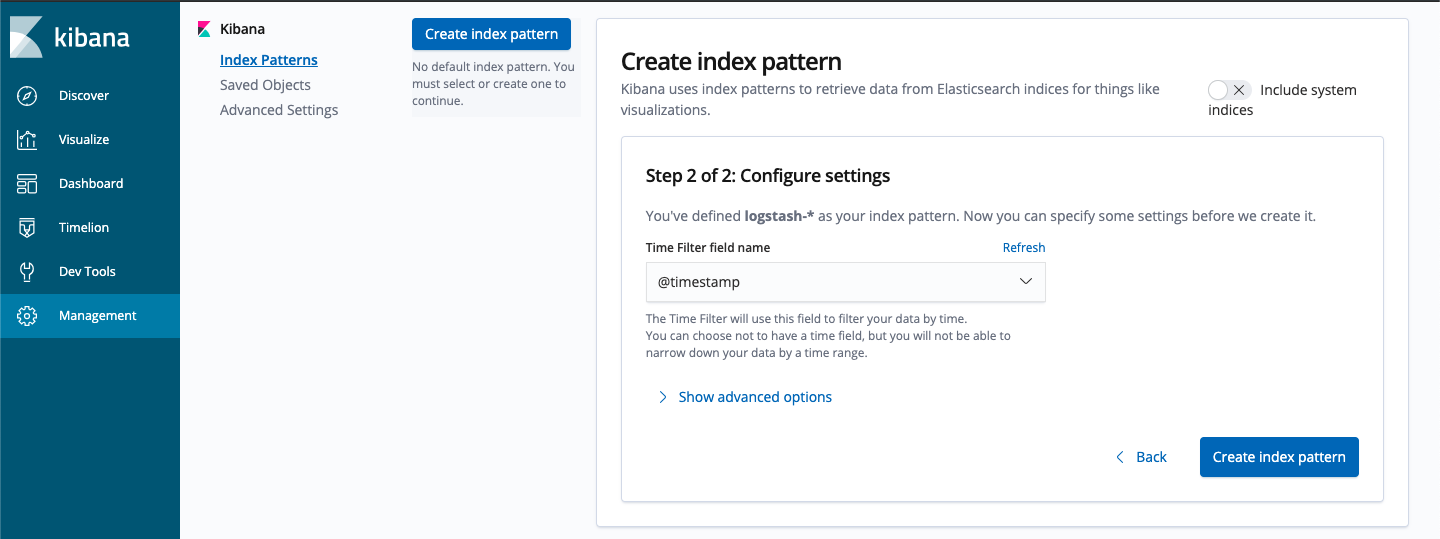 kibana
Discover
Visualize
Dashboard
Timelion
Dev Tools
Management
Kibana
Index Patterns
Saved Objects
Advanced Settings
Create index pattern
No default index pattern. You
must select or create one to
continue.
Create index pattern
Kibana uses index patterns to retrieve data from Elasticsearch indices for things like
visualizations.
Include system
indices
Step 2 of 2: Configure settings
You've defined logstash-* as your index pattern. Now you can specify some settings before we create it.
Time Filter field name
Refresh
@timestamp
The Time Filter will use this field to filter your data by time.
You can choose not to have a time field, but you will not be able to
narrow down your data by a time range.
Show advanced options
Back
Create index pattern